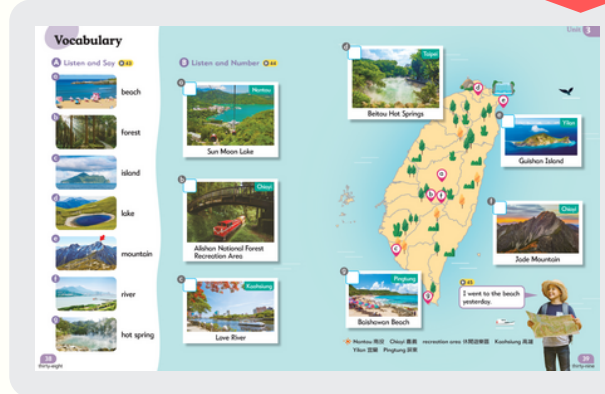 Vocabulary
A Listen and Say 43
a
beach
b
forest
c
island
d
lake
e
mountain
f
river
g
hot spring
38
thirty-eight
B Listen and Number 44
a
Nantou
Sun Moon Lake
b
Chiayi
Alishan National Forest
Recreation Area
c
Kaohsiung
Love River
Unit 3
d
Taipei
Beitou Hot Springs
e
Yilan
Guishan Island
f
Chiayi
Jade Mountain
g
Pingtung
Baishawan Beach
d
e
a
b
f
c
g
45
I went to the beach
yesterday.
Nantou 南投 Chiayi 嘉義 recreation area 休閒遊樂區 Kaohsiung 高雄
Yilan 宜蘭 Pingtung 屏東
39
thirty-nine